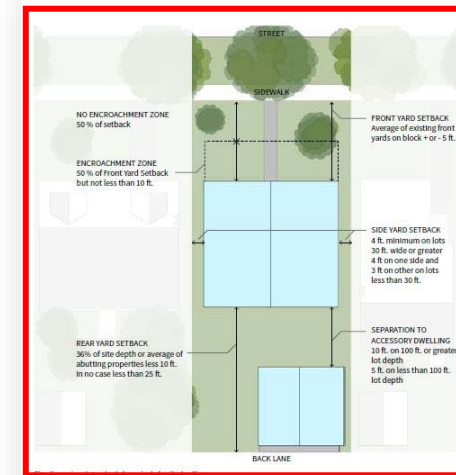 STREET
SIDEWALK
NO ENCROACHMENT ZONE
50 % of setback
FRONT YARD SETBACK
Average of existing front
yards on block + or - 5 ft.
ENCROACHMENT ZONE
50 % of Front Yard Setback
but not less than 10 ft.
SIDE YARD SETBACK
4 ft. minimum on lots
30 ft. wide or greater
4 ft on one side and
3 ft on other on lots
less than 30 ft.
REAR YARD SETBACK
36% of site depth or average of
abutting properties less 10 ft.
In no case less than 25 ft.
SEPARATION TO
ACCESSORY DWELLING
10 ft. on 100 ft. or greater
lot depth
5 ft. on less than 100 ft.
lot depth
BACK LANE